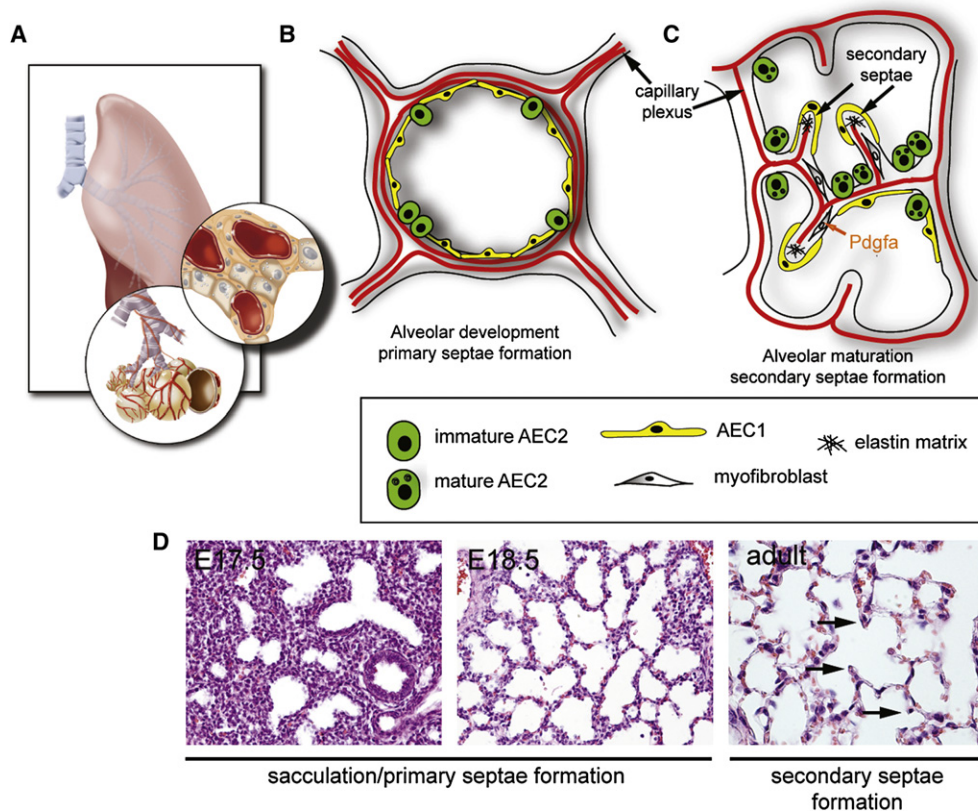 A
B
C
capillary
plexus
secondary
septae
Pdgfa
Alveolar development
primary septae formation
Alveolar maturation
secondary septae formation
immature AEC2
AEC1
elastin matrix
mature AEC2
myofibroblast
D
E17.5
E18.5
adult
sacculation/primary septae formation
secondary septae
formation